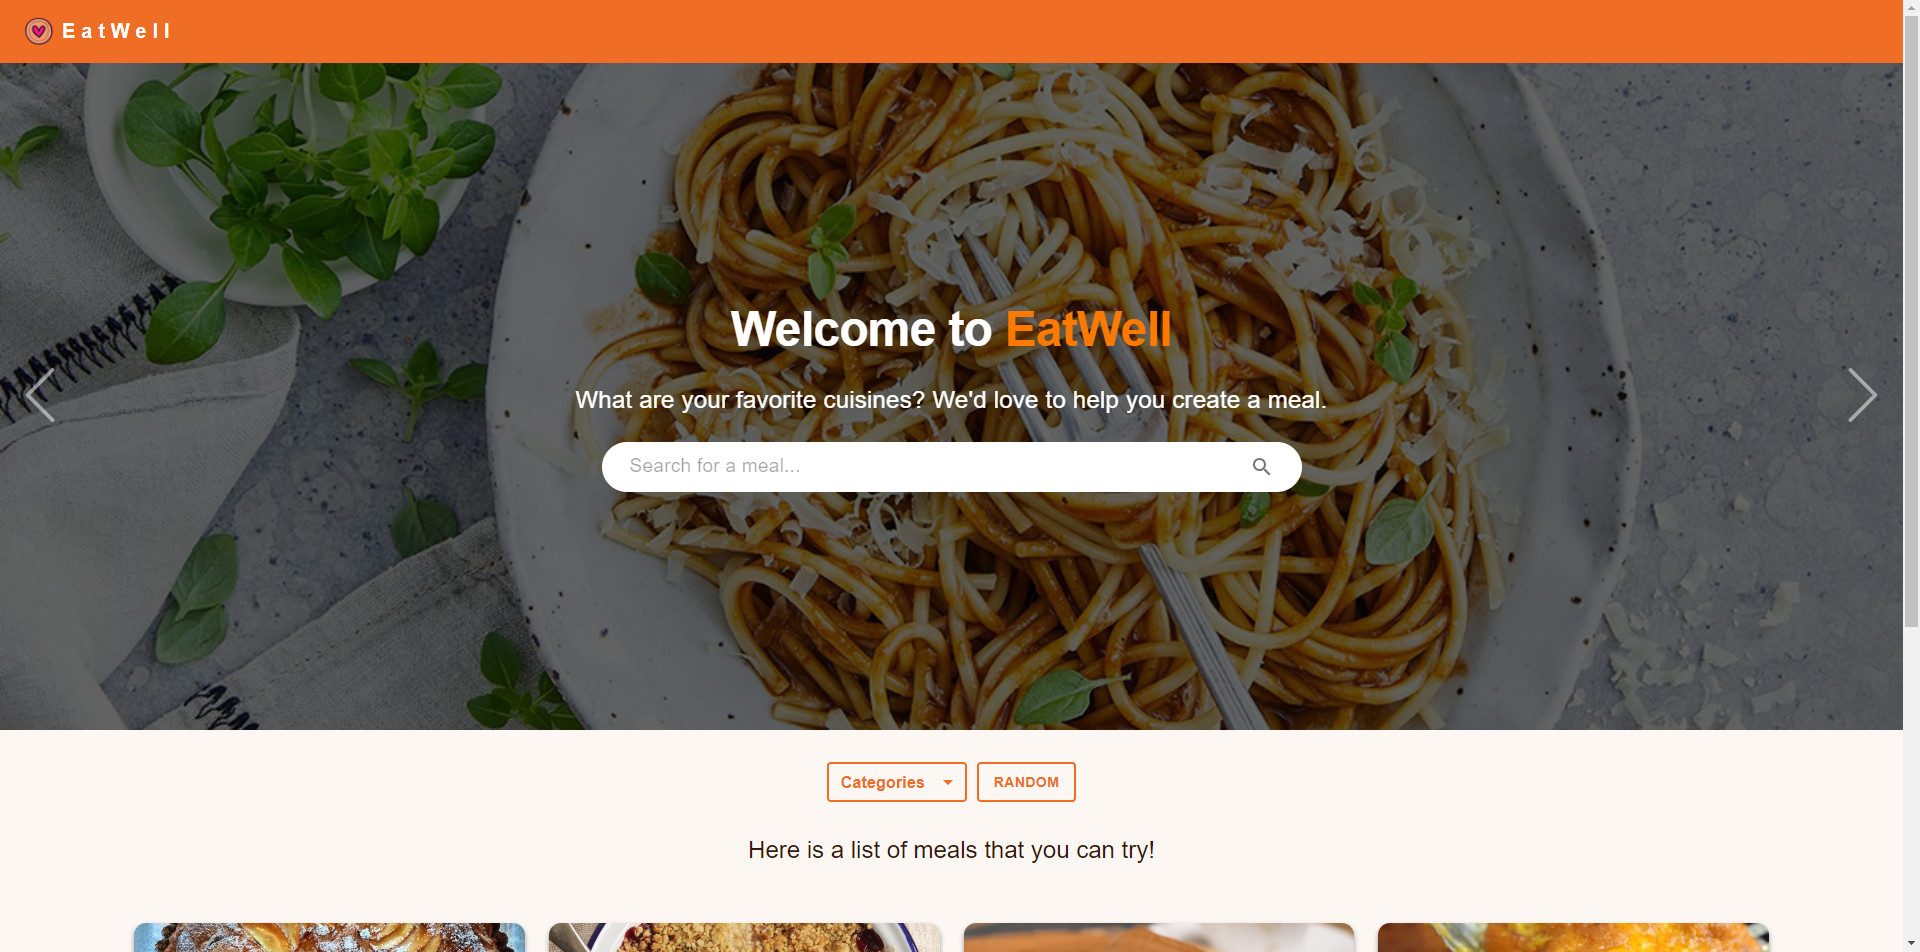 EatWell
Welcome to EatWell
What are your favorite cuisines? We'd love to help you create a meal.
Search for a meal...
Categories
RANDOM
Here is a list of meals that you can try!